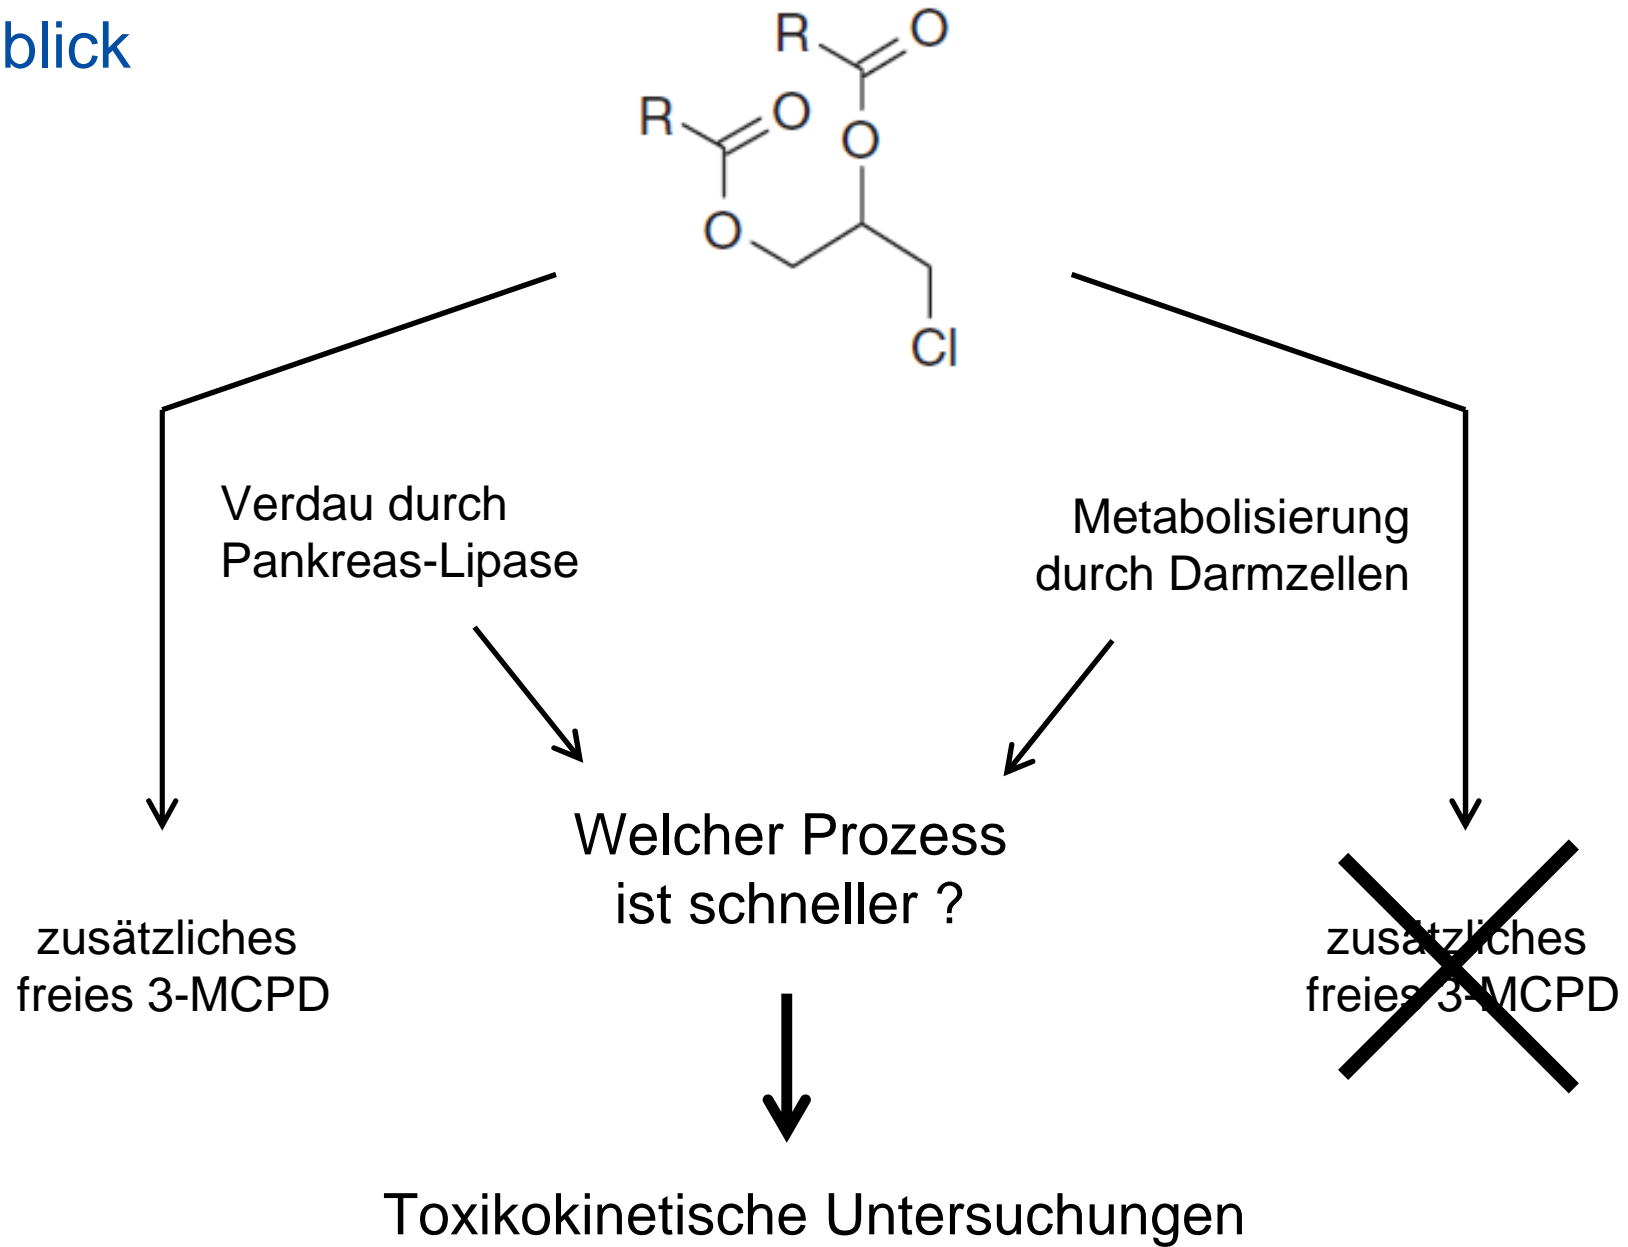 blick
R
O
R
O
O
O
Cl
Verdau durch
Pankreas-Lipase
Metabolisierung
durch Darmzellen
Welcher Prozess
ist schneller ?
zusätzliches
freies 3-MCPD
zusätzliches
freies 3-MCPD
Toxikokinetische Untersuchungen